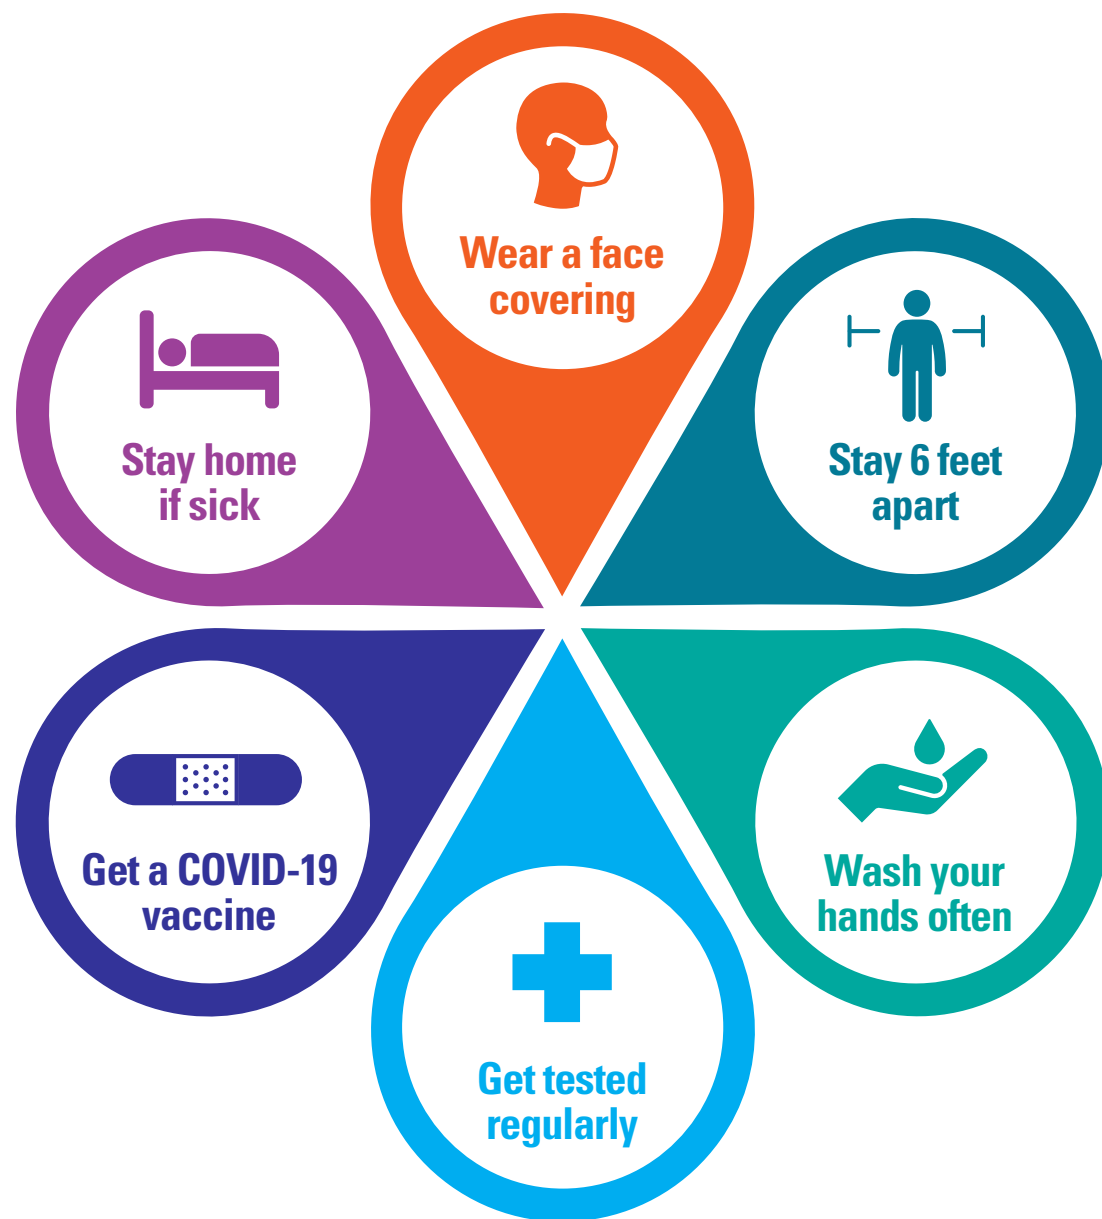 Wear a face
covering
Stay 6 feet
apart
Wash your
hands often
Get tested
regularly
Get a COVID-19
vaccine
Stay home
if sick